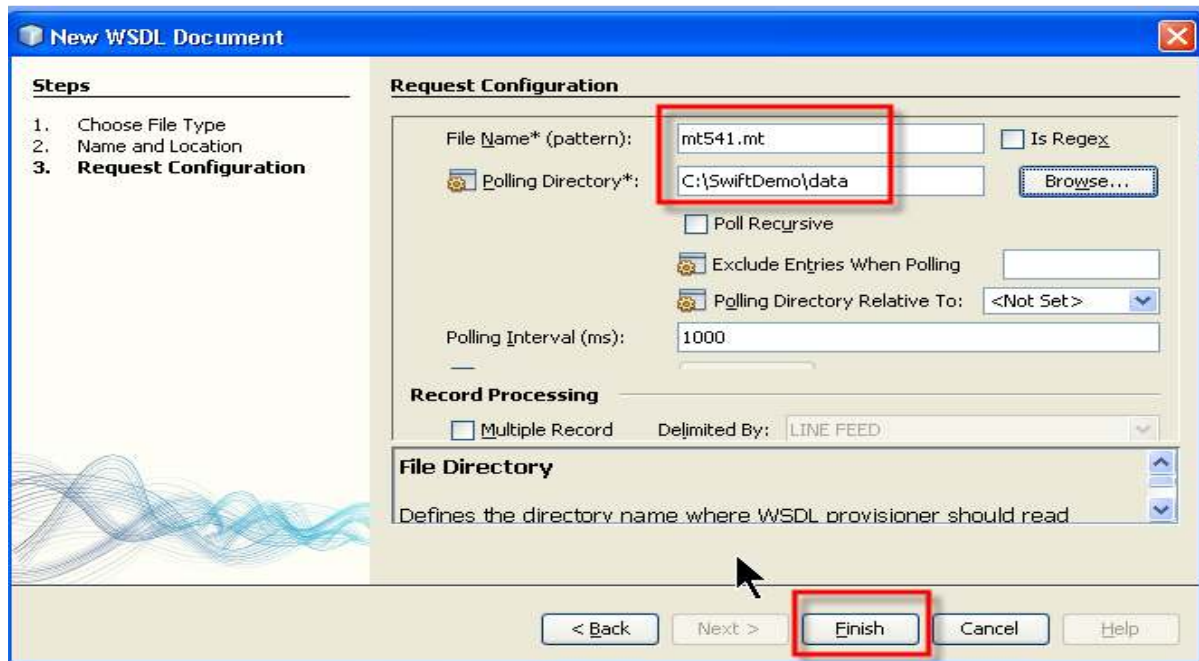 New WSDL Document
Steps
1. Choose File Type
2. Name and Location
3. Request Configuration
Request Configuration
File Name* (pattern): mt541.mt Is Regex
Polling Directory*: C:\SwiftDemo\data Browse...
Poll Recursive
Exclude Entries When Polling
Polling Directory Relative To: <Not Set>
Polling Interval (ms): 1000
Record Processing
Multiple Record Delimited By: LINE FEED
File Directory
Defines the directory name where WSDL provisioner should read
< Back Next > Finish Cancel Help